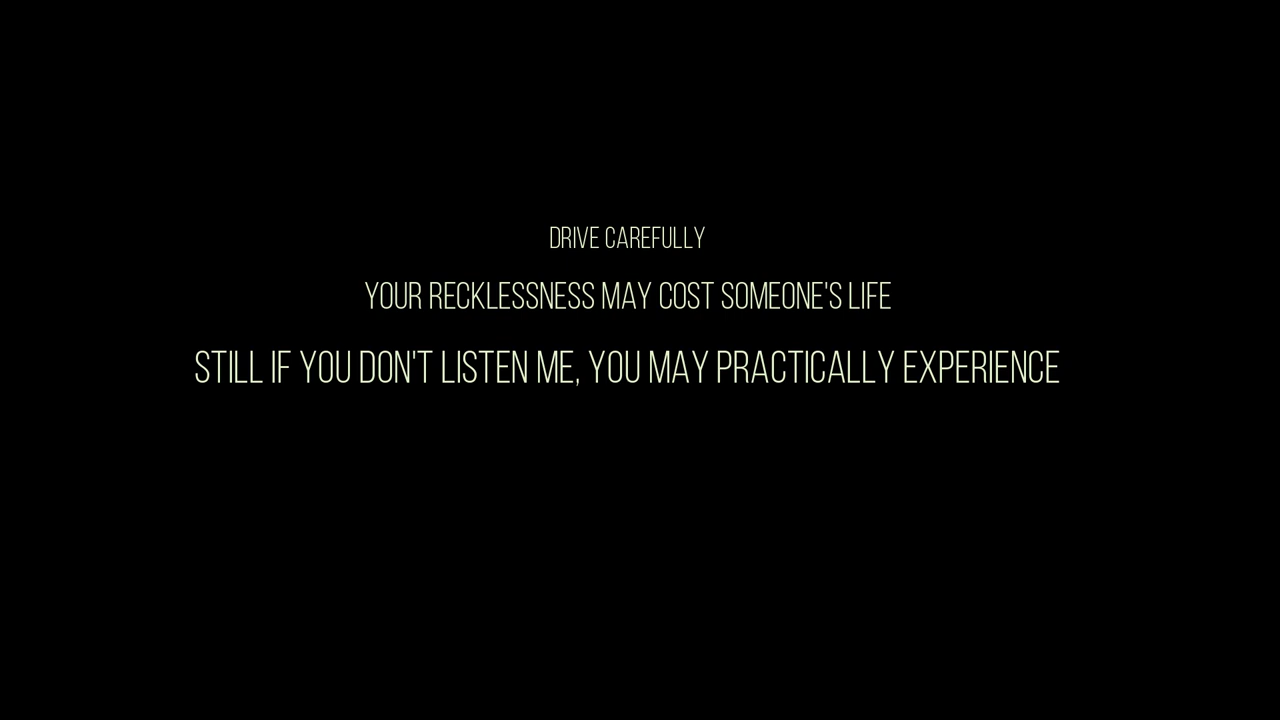 DRIVE CAREFULLY
YOUR RECKLESSNESS MAY COST SOMEONE'S LIFE
STILL IF YOU DON'T LISTEN ME, YOU MAY PRACTICALLY EXPERIENCE